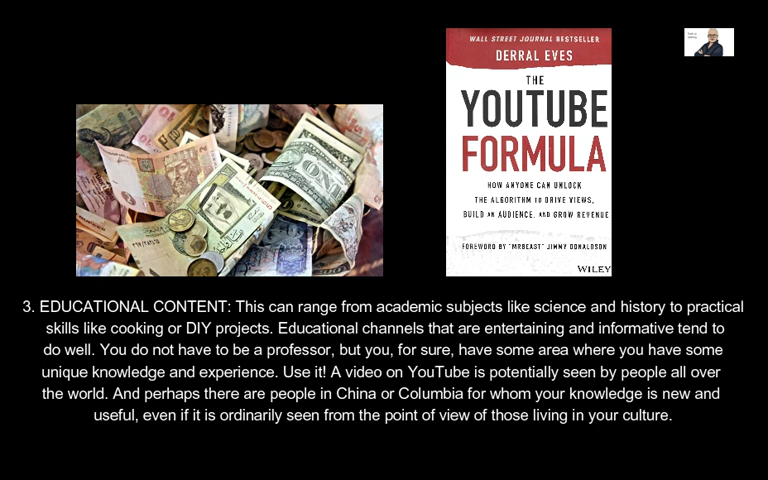 WALL STREET JOURNAL BESTSELLER
DERRAL EVES
THE
YOUTUBE
FORMULA
HOW ANYONE CAN UNLOCK
THE ALGORITHM TO DRIVE VIEWS,
BUILD AN AUDIENCE, AND GROW REVENUE
FOREWORD BY "MRBEAST" JIMMY DONALDSON
WILEY
3. EDUCATIONAL CONTENT: This can range from academic subjects like science and history to practical
skills like cooking or DIY projects. Educational channels that are entertaining and informative tend to
do well. You do not have to be a professor, but you, for sure, have some area where you have some
unique knowledge and experience. Use it! A video on YouTube is potentially seen by people all over
the world. And perhaps there are people in China or Columbia for whom your knowledge is new and
useful, even if it is ordinarily seen from the point of view of those living in your culture.